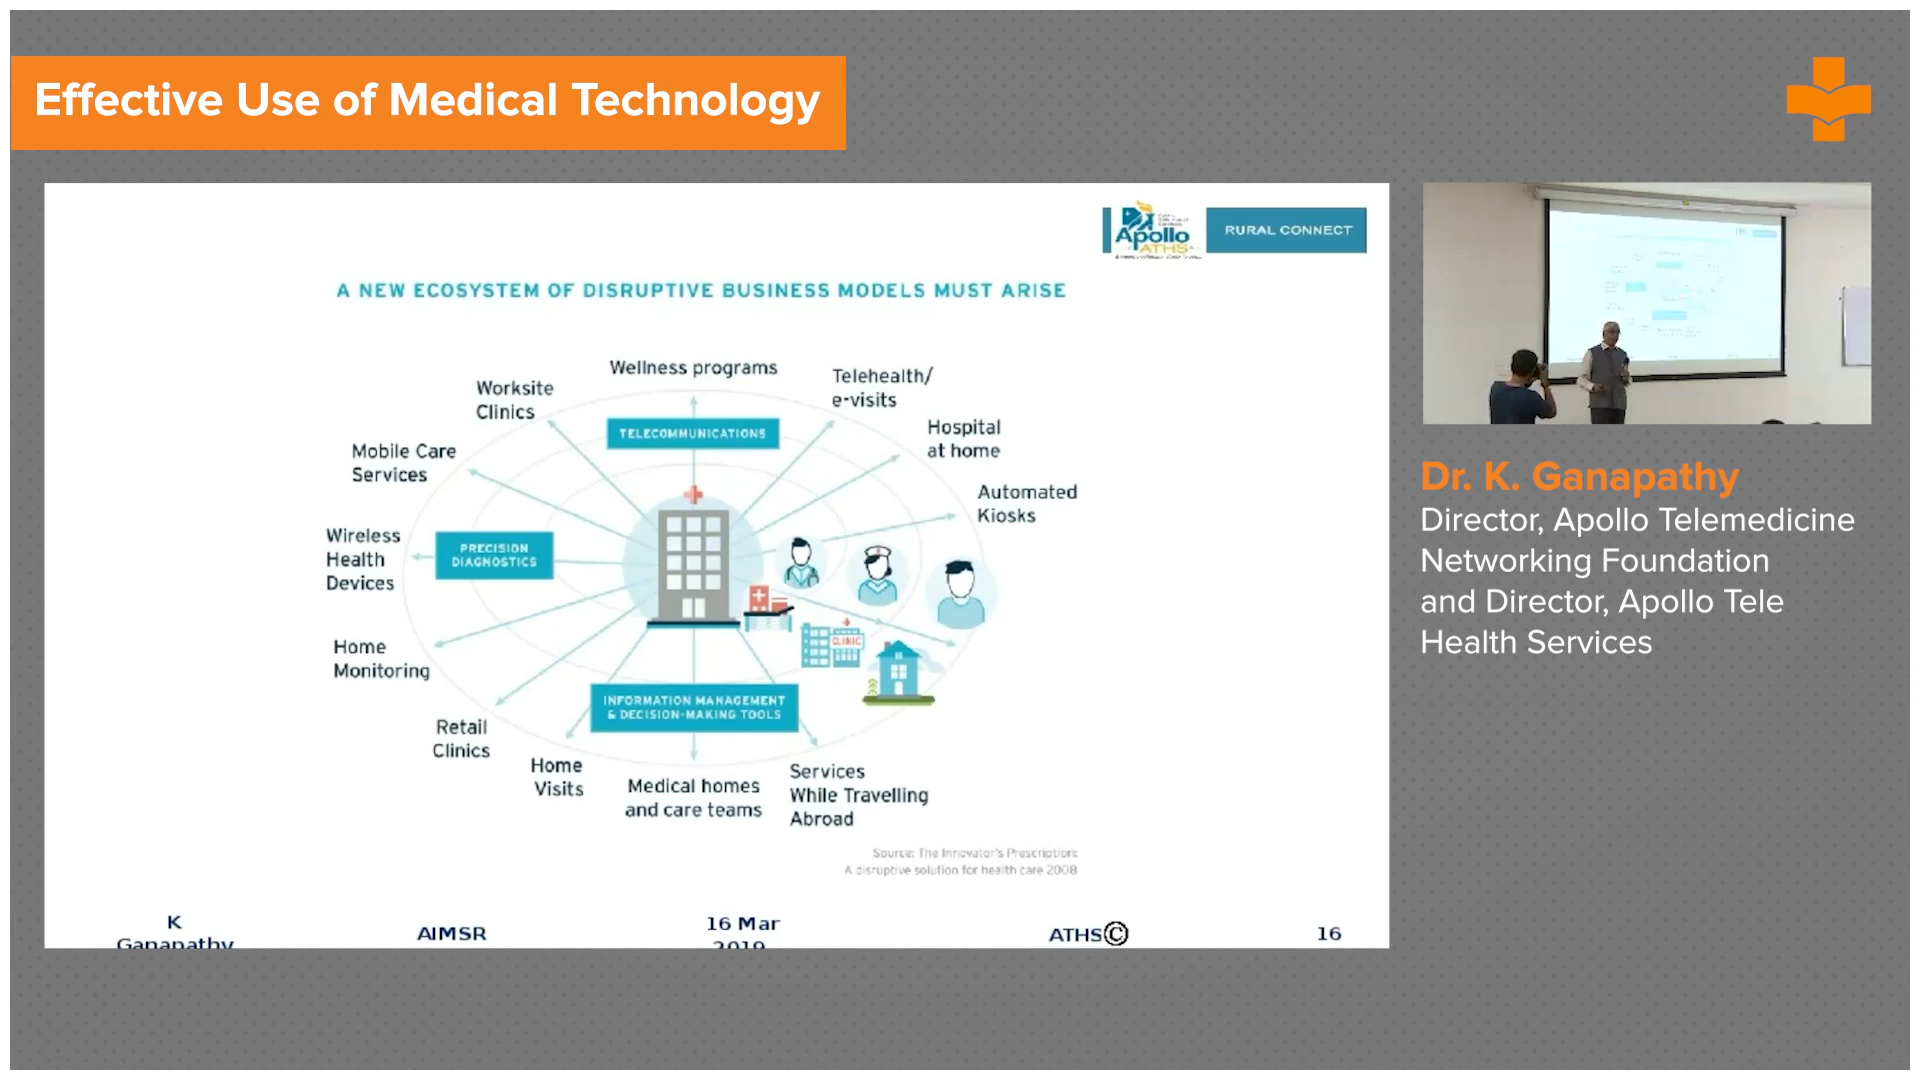 Effective Use of Medical Technology
Apollo
ATHS
RURAL CONNECT
A NEW ECOSYSTEM OF DISRUPTIVE BUSINESS MODELS MUST ARISE
Wellness programs
Telehealth/
e-visits
Worksite
Clinics
Hospital
at home
TELECOMMUNICATIONS
Mobile Care
Services
Automated
Kiosks
Wireless
Health
Devices
PRECISION
DIAGNOSTICS
CLINIC
Home
Monitoring
INFORMATION MANAGEMENT
& DECISION-MAKING TOOLS
Retail
Clinics
Home
Visits
Medical homes
and care teams
Services
While Travelling
Abroad
Source: The Innovator's Prescription:
A disruptive solution for health care 2008
K
Ganapathy
AIMSR
16 Mar
2019
ATHS©
16
Dr. K. Ganapathy
Director, Apollo Telemedicine
Networking Foundation
and Director, Apollo Tele
Health Services